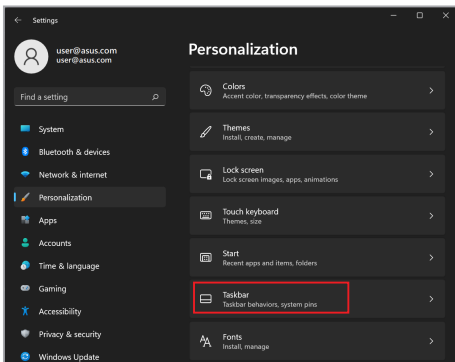 Settings
user@asus.com
user@asus.com
Find a setting
System
Bluetooth & devices
Network & internet
Personalization
Apps
Accounts
Time & language
Gaming
Accessibility
Privacy & security
Windows Update
Personalization
Colors
Accent color, transparency effects, color theme
Themes
Install, create, manage
Lock screen
Lock screen images, apps, animations
Touch keyboard
Themes, size
Start
Recent apps and items, folders
Taskbar
Taskbar behaviors, system pins
Fonts
Install, manage